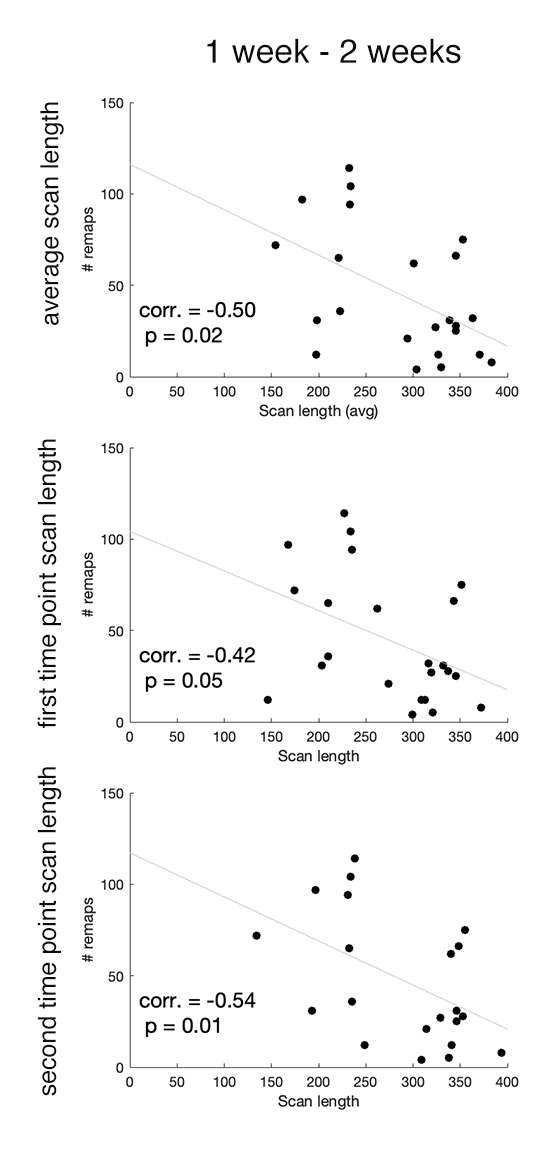 1 week - 2 weeks
average scan length
# remaps
150
100
50
0
corr. = -0.50
p = 0.02
0 50 100 150 200 250 300 350 400
Scan length (avg)
first time point scan length
# remaps
150
100
50
0
corr. = -0.42
p = 0.05
0 50 100 150 200 250 300 350 400
Scan length
second time point scan length
# remaps
150
100
50
0
corr. = -0.54
p = 0.01
0 50 100 150 200 250 300 350 400
Scan length